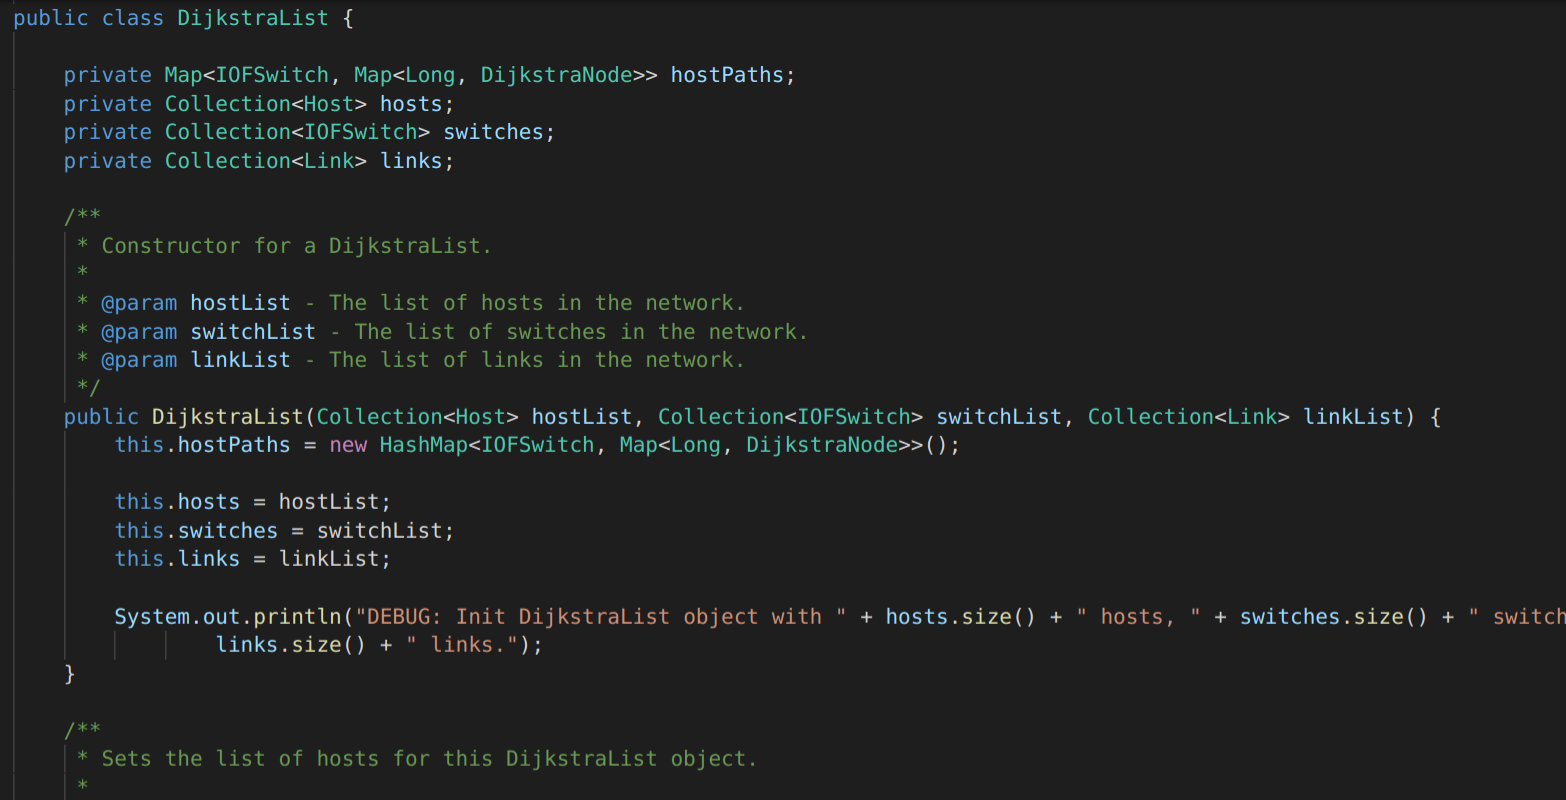 public class DijkstraList {
private Map<IOFSwitch, Map<Long, DijkstraNode>> hostPaths;
private Collection<Host> hosts;
private Collection<IOFSwitch> switches;
private Collection<Link> links;
/**
* Constructor for a DijkstraList.
*
* @param hostList - The list of hosts in the network.
* @param switchList - The list of switches in the network.
* @param linkList - The list of links in the network.
*/
public DijkstraList(Collection<Host> hostList, Collection<IOFSwitch> switchList, Collection<Link> linkList) {
this.hostPaths = new HashMap<IOFSwitch, Map<Long, DijkstraNode>>();
this.hosts = hostList;
this.switches = switchList;
this.links = linkList;
System.out.println("DEBUG: Init DijkstraList object with " + hosts.size() + " hosts, " + switches.size() + " switch
links.size() + " links.");
}
/**
* Sets the list of hosts for this DijkstraList object.
*